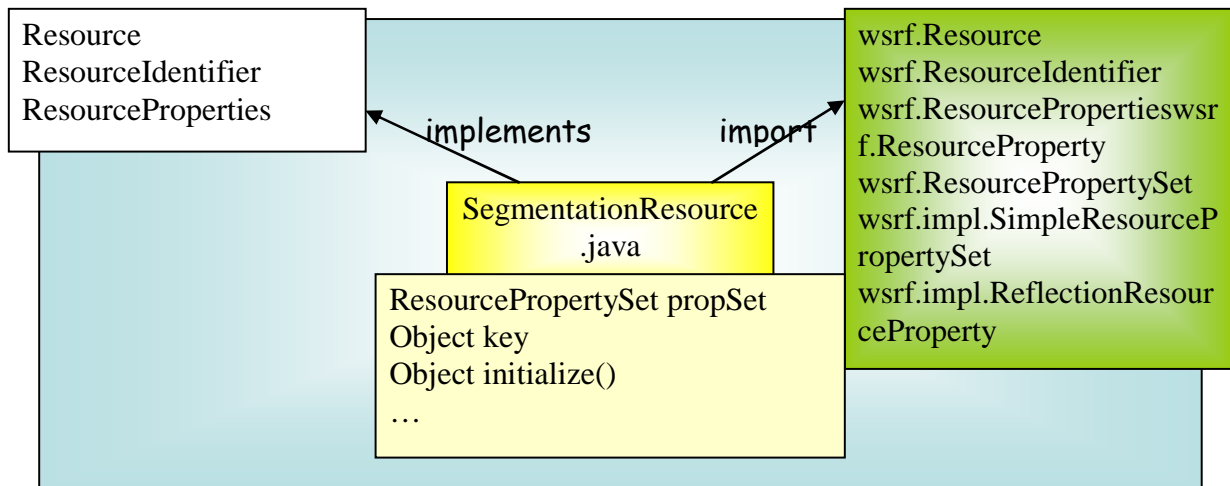 Resource
ResourceIdentifier
ResourceProperties
implements
import
wsrf.Resource
wsrf.ResourceIdentifier
wsrf.ResourcePropertieswsr
f.ResourceProperty
wsrf.ResourcePropertySet
wsrf.impl.SimpleResourceP
ropertySet
wsrf.impl.ReflectionResour
ceProperty
SegmentationResource
.java
ResourcePropertySet propSet
Object key
Object initialize()
…